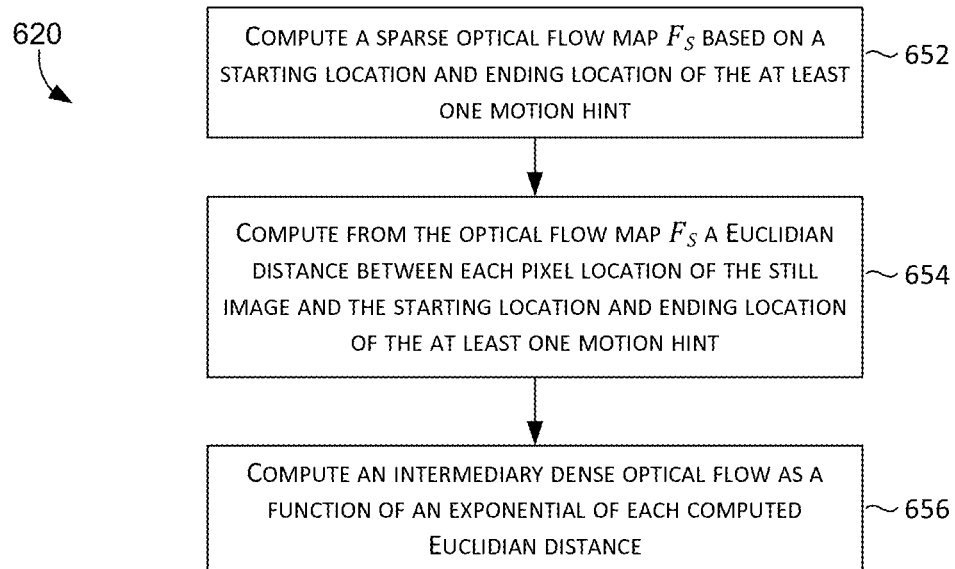 620
COMPUTE A SPARSE OPTICAL FLOW MAP F_S BASED ON A
STARTING LOCATION AND ENDING LOCATION OF THE AT LEAST
ONE MOTION HINT
652
COMPUTE FROM THE OPTICAL FLOW MAP F_S A EUCLIDIAN
DISTANCE BETWEEN EACH PIXEL LOCATION OF THE STILL
IMAGE AND THE STARTING LOCATION AND ENDING LOCATION
OF THE AT LEAST ONE MOTION HINT
654
COMPUTE AN INTERMEDIARY DENSE OPTICAL FLOW AS A
FUNCTION OF AN EXPONENTIAL OF EACH COMPUTED
EUCLIDIAN DISTANCE
656